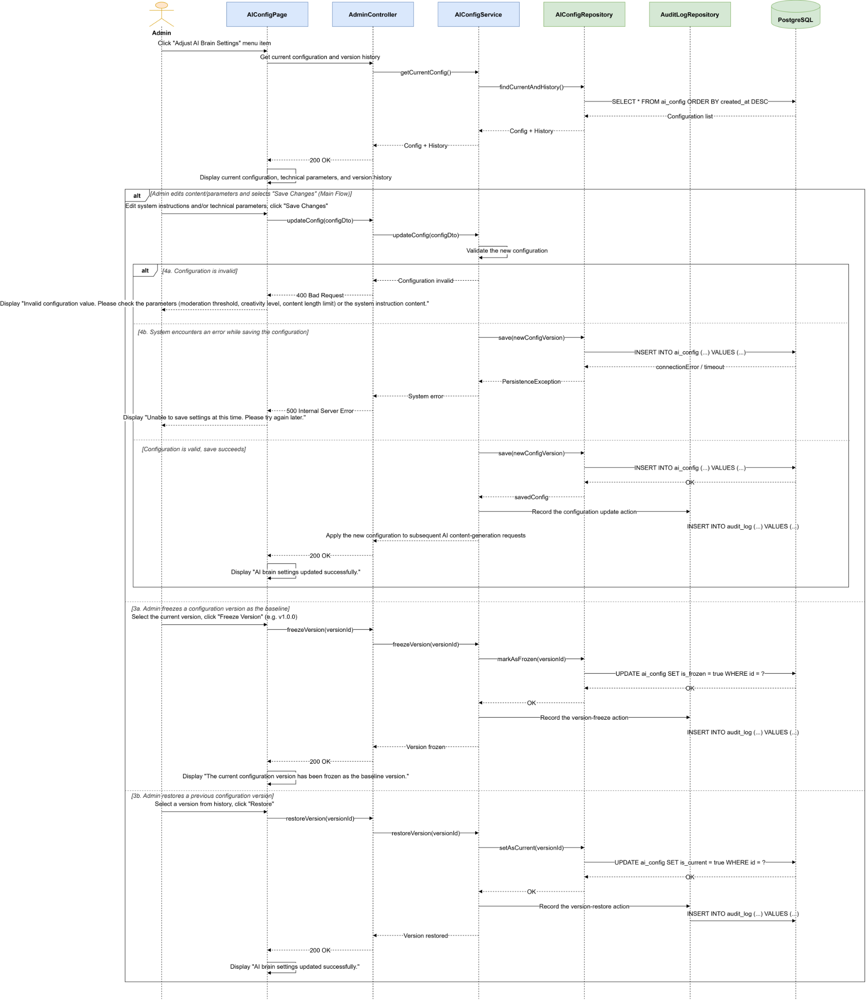 AIConfigPage
AdminController
AIConfigService
AIConfigRepository
AuditLogRepository
PostgreSQL
Admin
Click "Adjust AI Brain Settings" menu item
Get current configuration and version history
getCurrentConfig()
findCurrentAndHistory()
SELECT * FROM ai_config ORDER BY created_at DESC
Configuration list
Config + History
Config + History
200 OK
Display current configuration, technical parameters, and version history
alt
[Admin edits content/parameters and selects "Save Changes" (Main Flow)]
Edit system instructions and/or technical parameters, click "Save Changes"
updateConfig(configDto)
updateConfig(configDto)
Validate the new configuration
alt
[4a. Configuration is invalid]
Configuration invalid
400 Bad Request
Display "Invalid configuration value. Please check the parameters (moderation threshold, creativity level, content length limit) or the system instruction content."
[4b. System encounters an error while saving the configuration]
save(newConfigVersion)
INSERT INTO ai_config (...) VALUES (...)
connectionError / timeout
PersistenceException
System error
500 Internal Server Error
Display "Unable to save settings at this time. Please try again later."
[Configuration is valid, save succeeds]
save(newConfigVersion)
INSERT INTO ai_config (...) VALUES (...)
OK
savedConfig
Record the configuration update action
INSERT INTO audit_log (...) VALUES (...)
Apply the new configuration to subsequent AI content-generation requests
200 OK
Display "AI brain settings updated successfully."
[3a. Admin freezes a configuration version as the baseline]
Select the current version, click "Freeze Version" (e.g. v1.0.0)
freezeVersion(versionId)
freezeVersion(versionId)
markAsFrozen(versionId)
UPDATE ai_config SET is_frozen = true WHERE id = ?
OK
OK
Record the version-freeze action
INSERT INTO audit_log (...) VALUES (...)
Version frozen
200 OK
Display "The current configuration version has been frozen as the baseline version."
[3b. Admin restores a previous configuration version]
Select a version from history, click "Restore"
restoreVersion(versionId)
restoreVersion(versionId)
setAsCurrent(versionId)
UPDATE ai_config SET is_current = true WHERE id = ?
OK
OK
Record the version-restore action
INSERT INTO audit_log (...) VALUES (...)
Version restored
200 OK
Display "AI brain settings updated successfully."